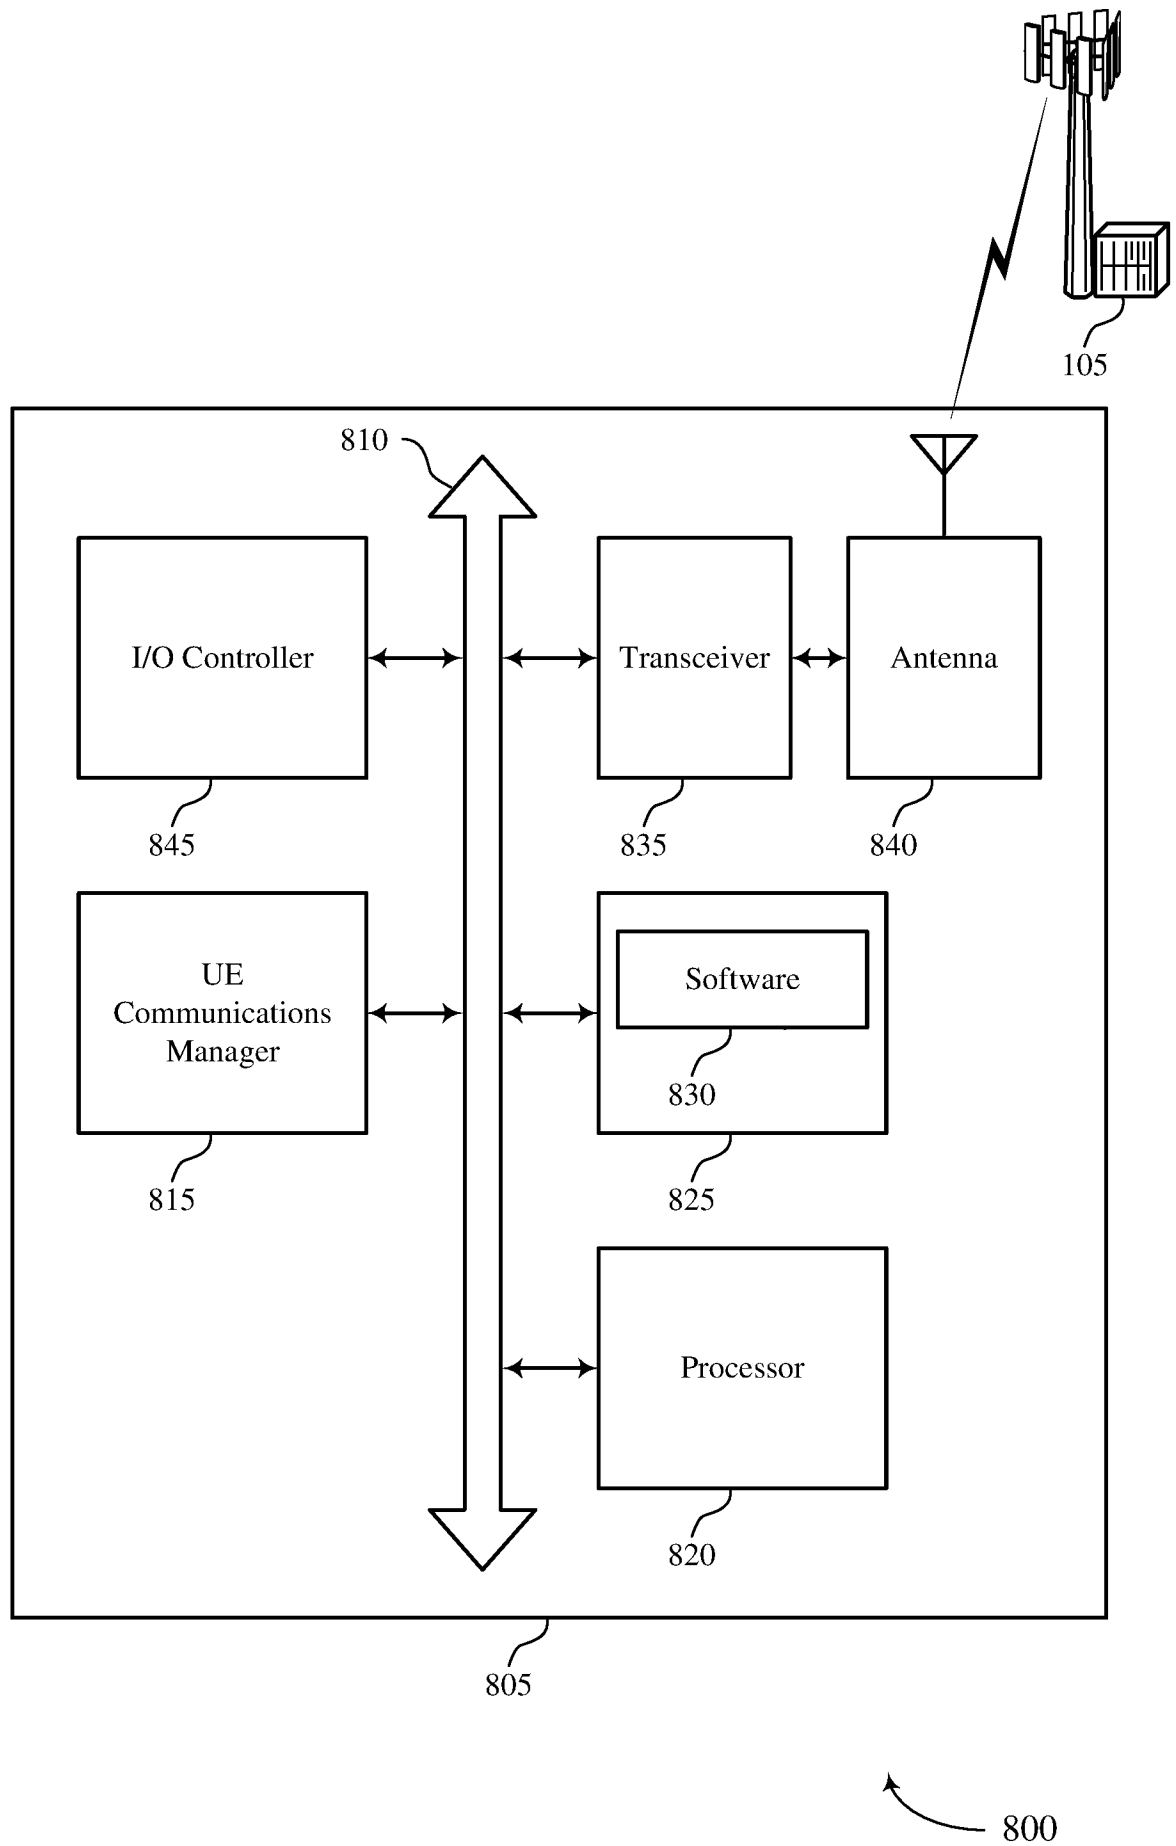 105
810
I/O Controller
Transceiver
Antenna
845
835
840
UE
Communications
Manager
Software
830
815
825
Processor
820
805
800